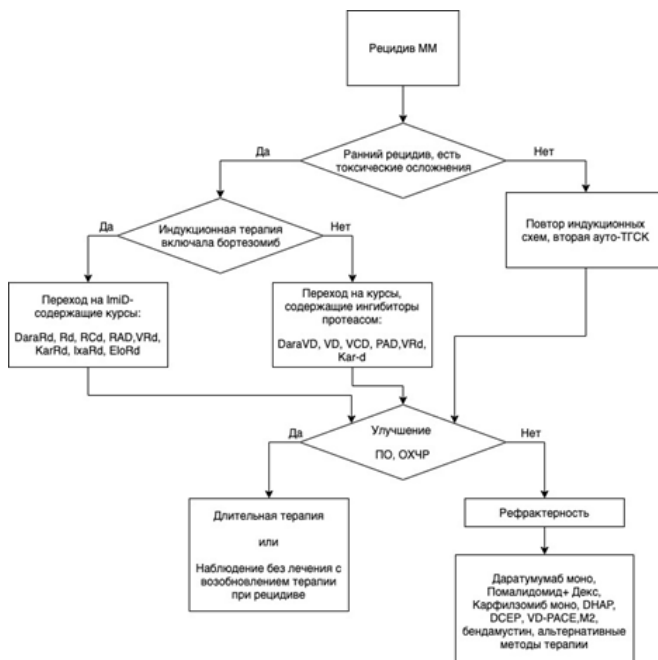 Рецидив ММ
Да
Ранний рецидив, есть
токсические осложнения
Нет
Да
Индукционная терапия
включала бортезомиб
Нет
Повтор индукционных
схем, вторая ауто-ТГСК
Переход на ImiD-
содержащие курсы:
DaraRd, Rd, RCd, RAD,VRd,
KarRd, IxaRd, EloRd
Переход на курсы,
содержащие ингибиторы
протеасом:
DaraVD, VD, VCD, PAD,VRd,
Kar-d
Да
Улучшение
ПО, ОХЧР
Нет
Длительная терапия
или
Наблюдение без лечения с
возобновлением терапии
при рецидиве
Рефрактерность
Даратумумаб моно,
Помалидомид+ Декс,
Карфилзомиб моно, DHAP,
DCEP, VD-PACE,M2,
бендамустин, альтернативные
методы терапии